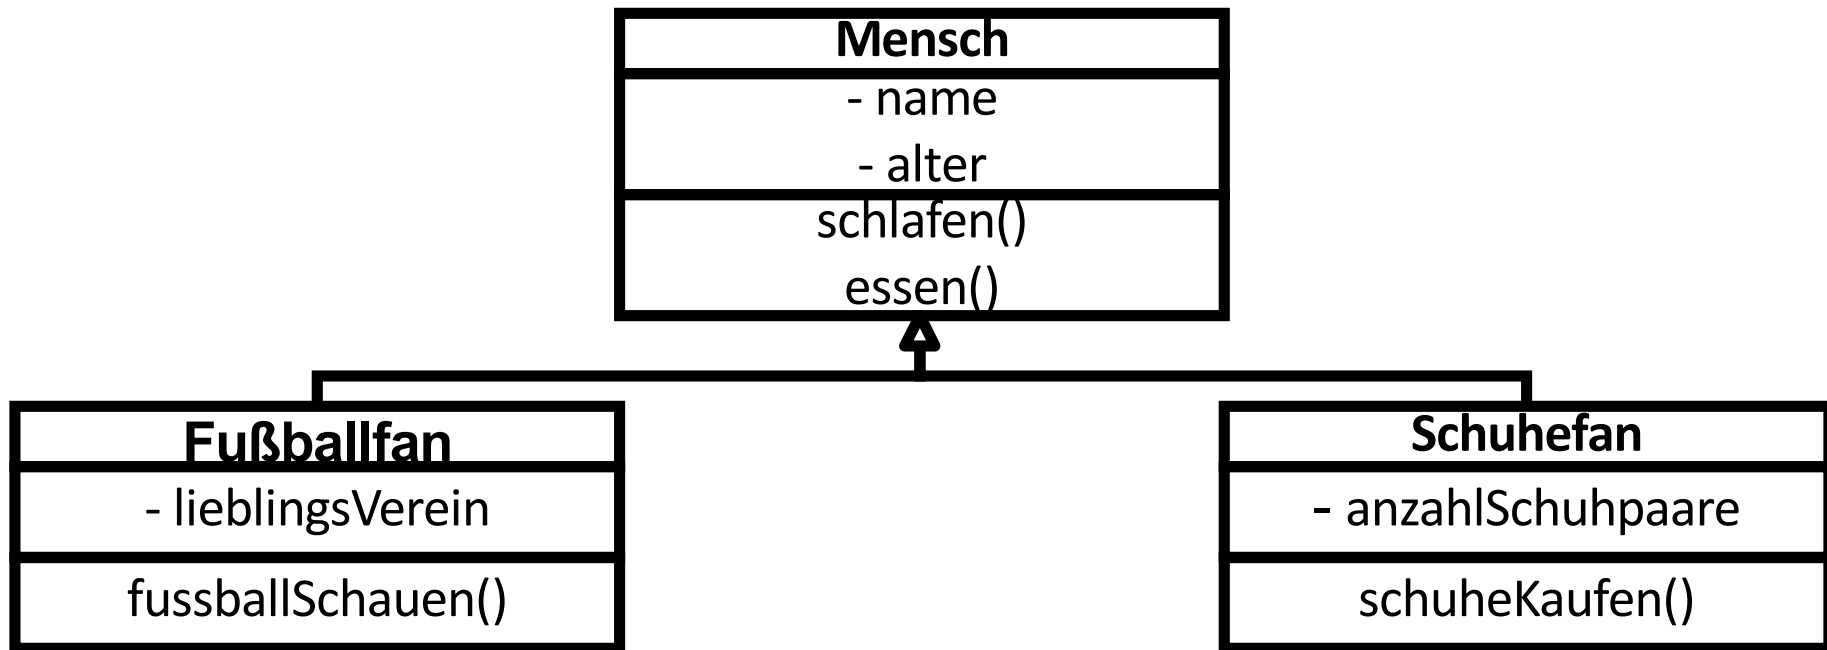 Mensch
- name
- alter
schlafen()
essen()
Fußballfan
- lieblingsVerein
fussballSchauen()
Schuhefan
- anzahlSchuhpaare
schuheKaufen()